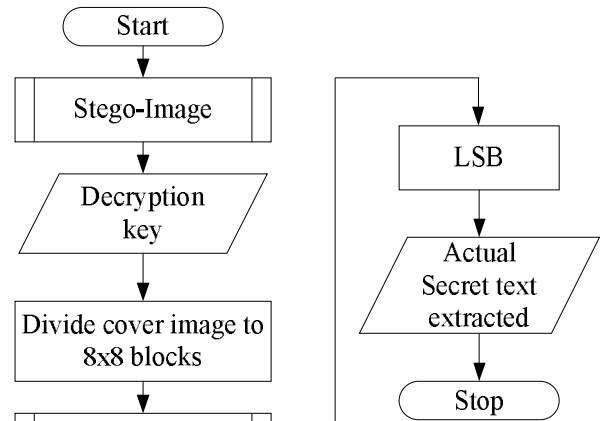 Start
Stego-Image
Decryption
key
Divide cover image to
8x8 blocks
LSB
Actual
Secret text
extracted
Stop